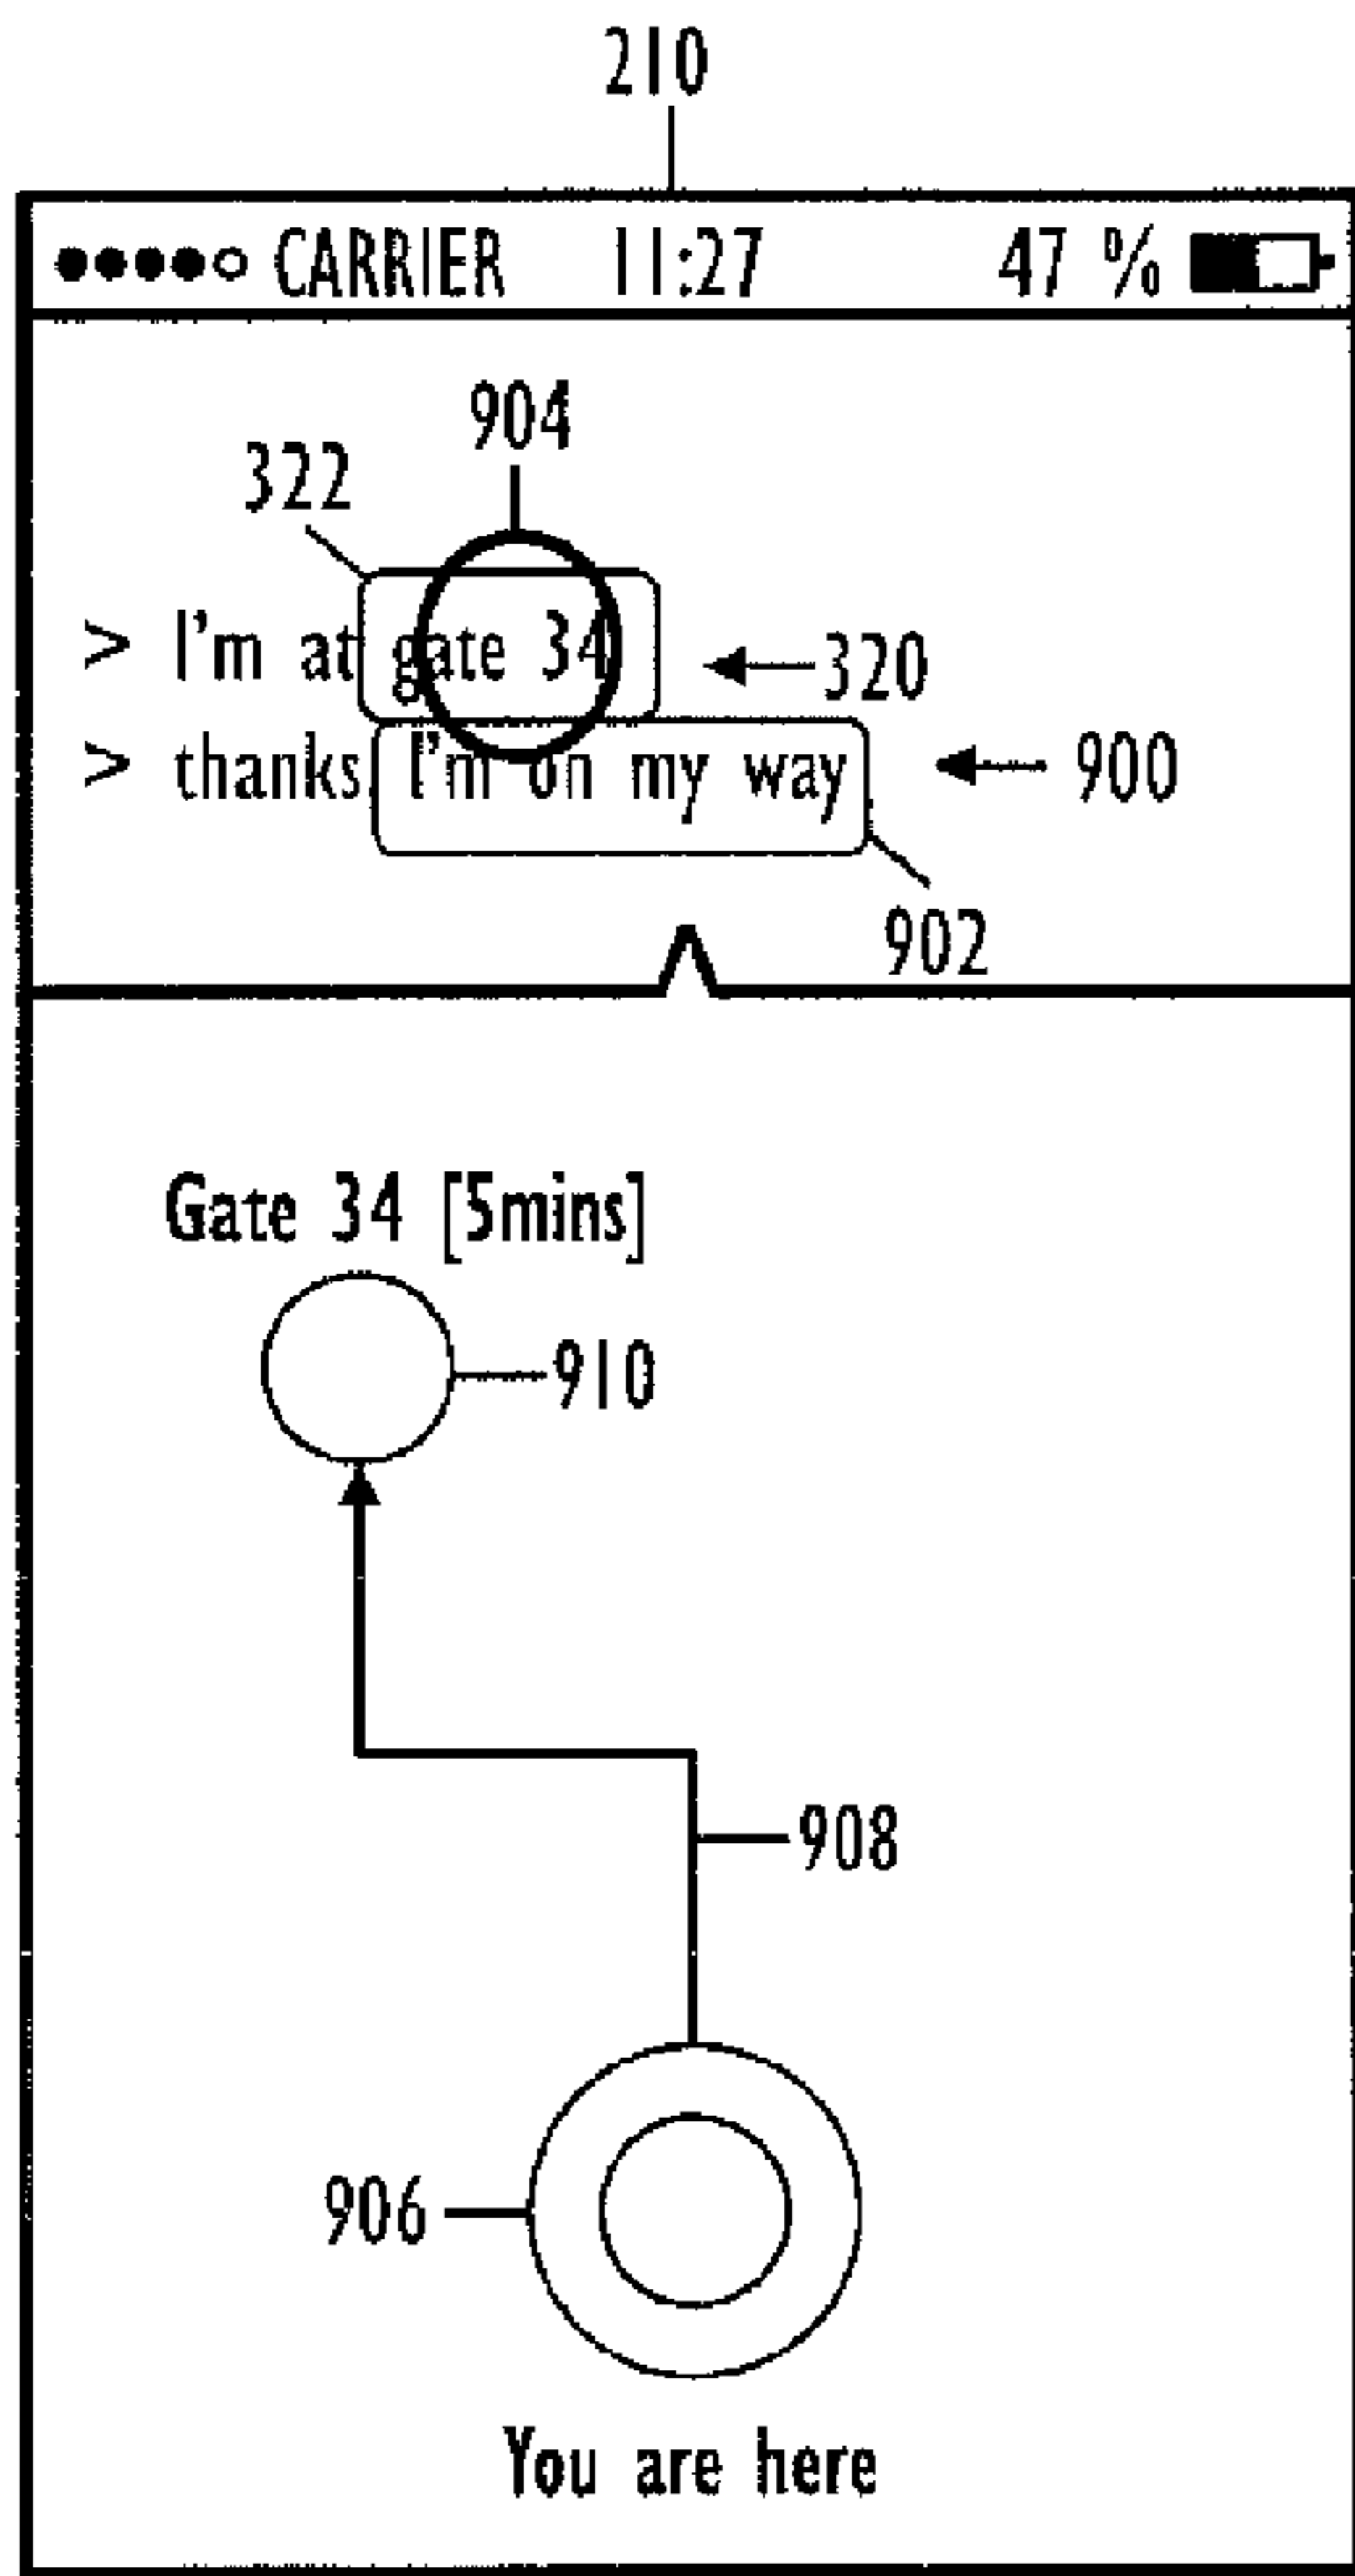 210
CARRIER 11:27 47 %
904
322
> I'm at gate 34 320
> thanks I'm on my way 900
902
Gate 34 [5mins]
910
908
906
You are here